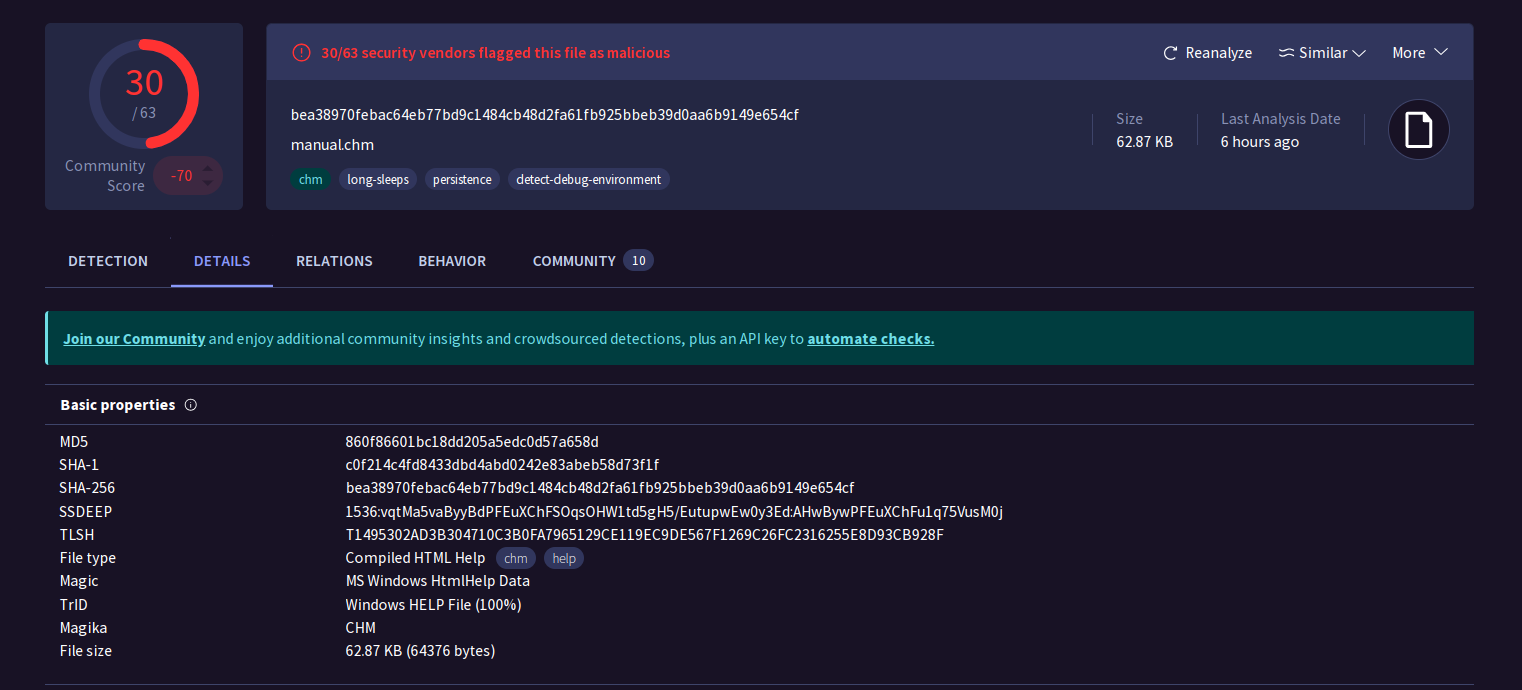 30
/ 63
Community
Score
-70
30/63 security vendors flagged this file as malicious
Reanalyze
Similar
More
bea38970febac64eb77bd9c1484cb48d2fa61fb925bbeb39d0aa6b9149e654cf
manual.chm
chm long-sleeps persistence detect-debug-environment
Size
62.87 KB
Last Analysis Date
6 hours ago
DETECTION DETAILS RELATIONS BEHAVIOR COMMUNITY 10
Join our Community and enjoy additional community insights and crowdsourced detections, plus an API key to automate checks.
Basic properties
MD5 860f86601bc18dd205a5edc0d57a658d
SHA-1 c0f214c4fd8433dbd4abd0242e83abeb58d73f1f
SHA-256 bea38970febac64eb77bd9c1484cb48d2fa61fb925bbeb39d0aa6b9149e654cf
SSDEEP 1536:vqtMa5vaByyBdPFEuXChFSOqsOHW1td5gH5/EutupwEw0y3Ed:AHwBywPFEuXChFu1q75VusM0j
TLSH T1495302AD3B304710C3B0FA7965129CE119EC9DE567F1269C26FC2316255E8D93CB928F
File type Compiled HTML Help chm help
Magic MS Windows HtmlHelp Data
TrID Windows HELP File (100%)
Magika CHM
File size 62.87 KB (64376 bytes)